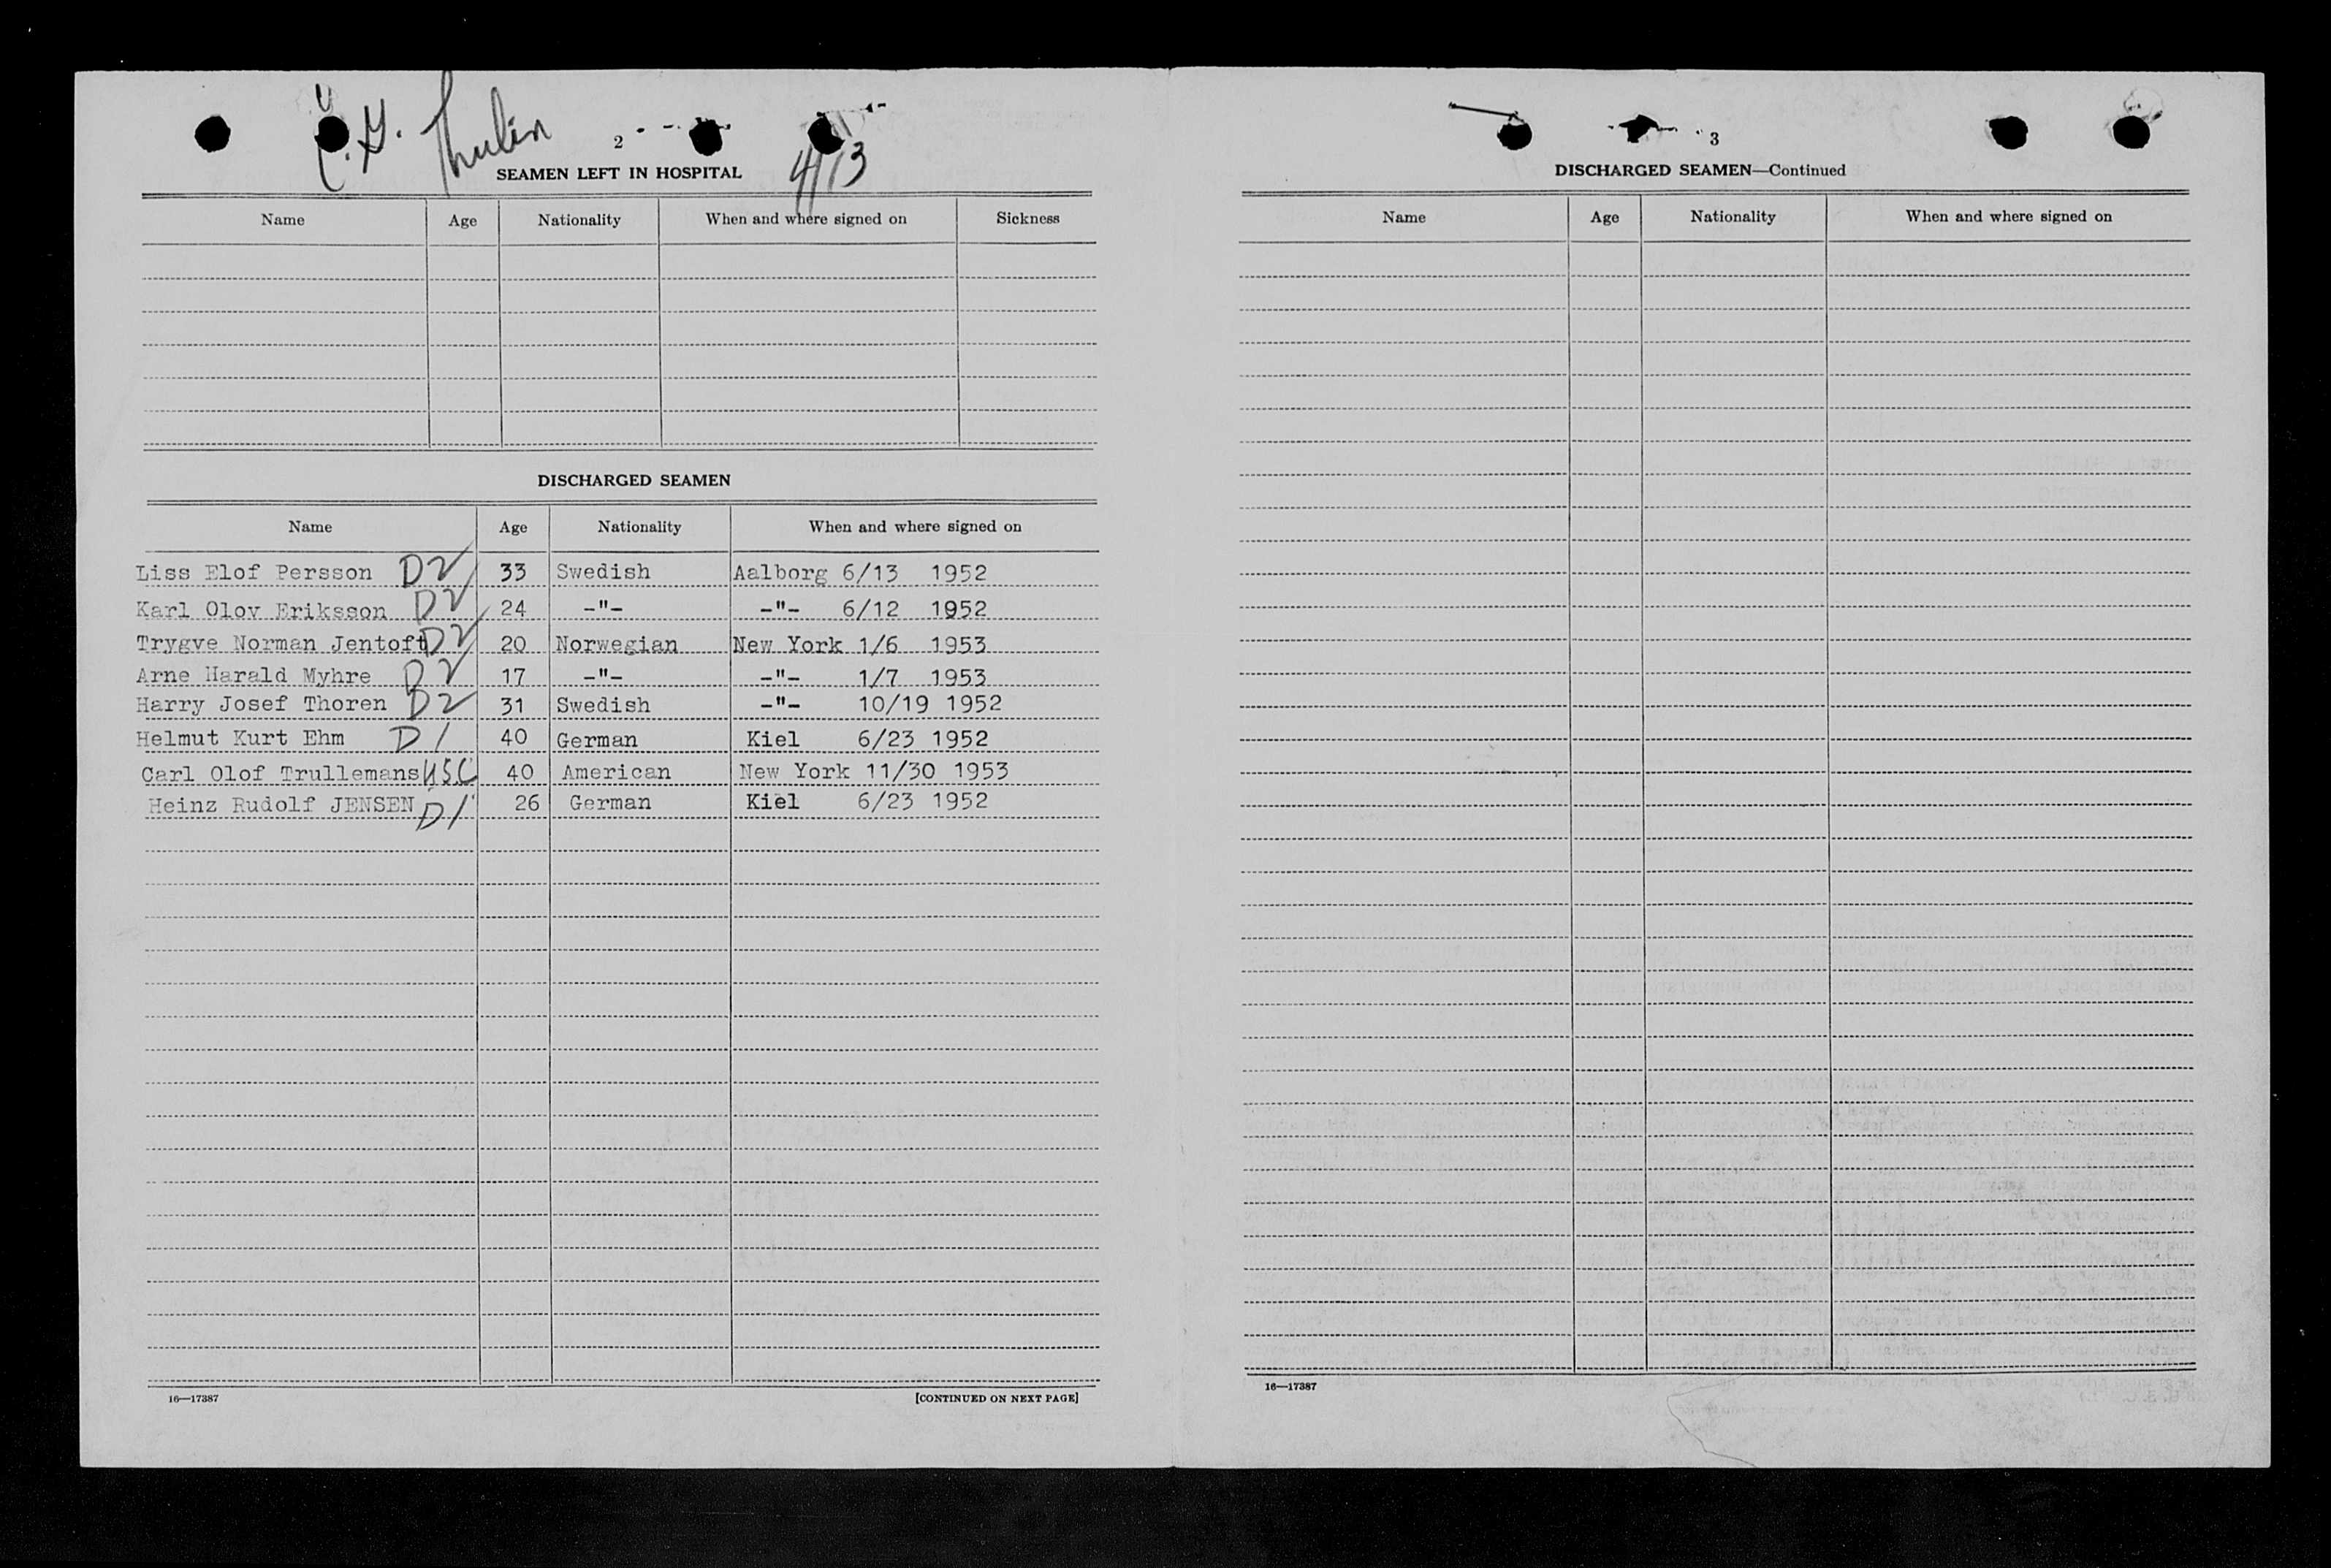 C. G. Thulin
2
4/13
SEAMEN LEFT IN HOSPITAL
Name Age Nationality When and where signed on Sickness
DISCHARGED SEAMEN
Name Age Nationality When and where signed on
Liss Elof Persson D2 33 Swedish Aalborg 6/13 1952
Karl Olov Eriksson D2 24 -"- -"- 6/12 1952
Trygve Norman Jentoft D2 20 Norwegian New York 1/6 1953
Arne Harald Myhre D2 17 -"- -"- 1/7 1953
Harry Josef Thoren D2 31 Swedish -"- 10/19 1952
Helmut Kurt Ehm D1 40 German Kiel 6/23 1952
Carl Olof Trullemans USC 40 American New York 11/30 1953
Heinz Rudolf JENSEN D1 26 German Kiel 6/23 1952
16—17387 [CONTINUED ON NEXT PAGE]
3
DISCHARGED SEAMEN—Continued
Name Age Nationality When and where signed on
16—17387